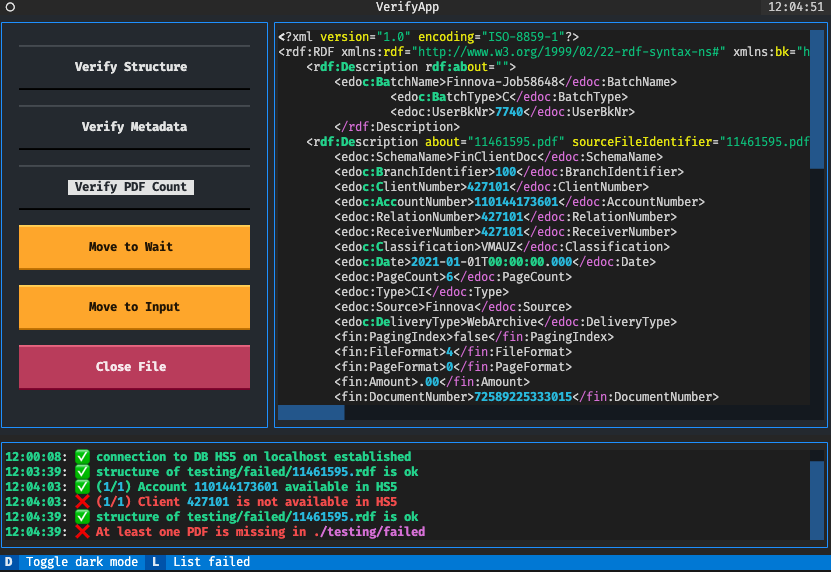 VerifyApp
12:04:51
Verify Structure
Verify Metadata
Verify PDF Count
Move to Wait
Move to Input
Close File
<?xml version="1.0" encoding="ISO-8859-1"?>
<rdf:RDF xmlns:rdf="http://www.w3.org/1999/02/22-rdf-syntax-ns#" xmlns:bk="h
<rdf:Description rdf:about="">
<edoc:BatchName>Finnova-Job58648</edoc:BatchName>
<edoc:BatchType>C</edoc:BatchType>
<edoc:UserBkNr>7740</edoc:UserBkNr>
</rdf:Description>
<rdf:Description about="11461595.pdf" sourceFileIdentifier="11461595.pdf
<edoc:SchemaName>FinClientDoc</edoc:SchemaName>
<edoc:BranchIdentifier>100</edoc:BranchIdentifier>
<edoc:ClientNumber>427101</edoc:ClientNumber>
<edoc:AccountNumber>110144173601</edoc:AccountNumber>
<edoc:RelationNumber>427101</edoc:RelationNumber>
<edoc:ReceiverNumber>427101</edoc:ReceiverNumber>
<edoc:Classification>VMAUZ</edoc:Classification>
<edoc:Date>2021-01-01T00:00:00.000</edoc:Date>
<edoc:PageCount>6</edoc:PageCount>
<edoc:Type>CI</edoc:Type>
<edoc:Source>Finnova</edoc:Source>
<edoc:DeliveryType>WebArchive</edoc:DeliveryType>
<fin:PagingIndex>false</fin:PagingIndex>
<fin:FileFormat>4</fin:FileFormat>
<fin:PageFormat>0</fin:PageFormat>
<fin:Amount>.00</fin:Amount>
<fin:DocumentNumber>72589225333015</fin:DocumentNumber>
12:00:08: ✅ connection to DB HS5 on localhost established
12:03:39: ✅ structure of testing/failed/11461595.rdf is ok
12:04:03: ✅ (1/1) Account 110144173601 available in HS5
12:04:03: ❌ (1/1) Client 427101 is not available in HS5
12:04:39: ✅ structure of testing/failed/11461595.rdf is ok
12:04:39: ❌ At least one PDF is missing in ./testing/failed
D Toggle dark mode L List failed